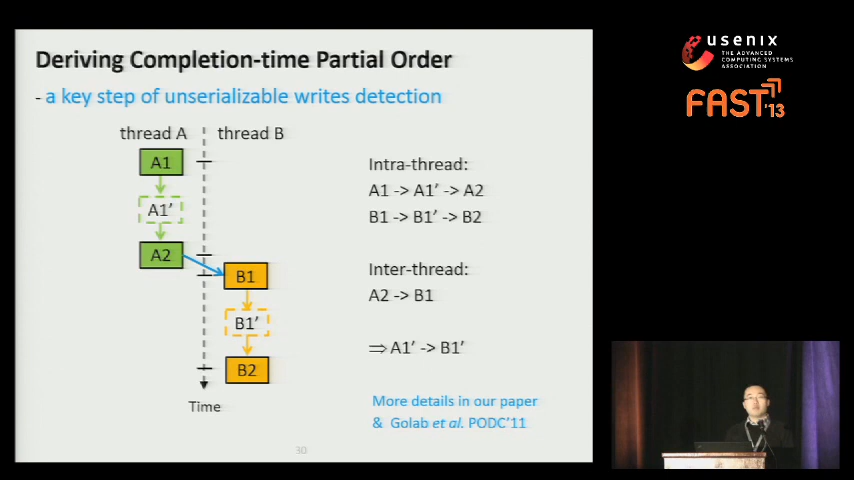 Deriving Completion-time Partial Order
- a key step of unserializable writes detection
thread A
thread B
A1
A1’
A2
B1
B1’
B2
Time
Intra-thread:
A1 -> A1’ -> A2
B1 -> B1’ -> B2
Inter-thread:
A2 -> B1
⇒ A1’ -> B1’
More details in our paper
& Golab et al. PODC’11
30
usenix
THE ADVANCED
COMPUTING SYSTEMS
ASSOCIATION
FAST’13